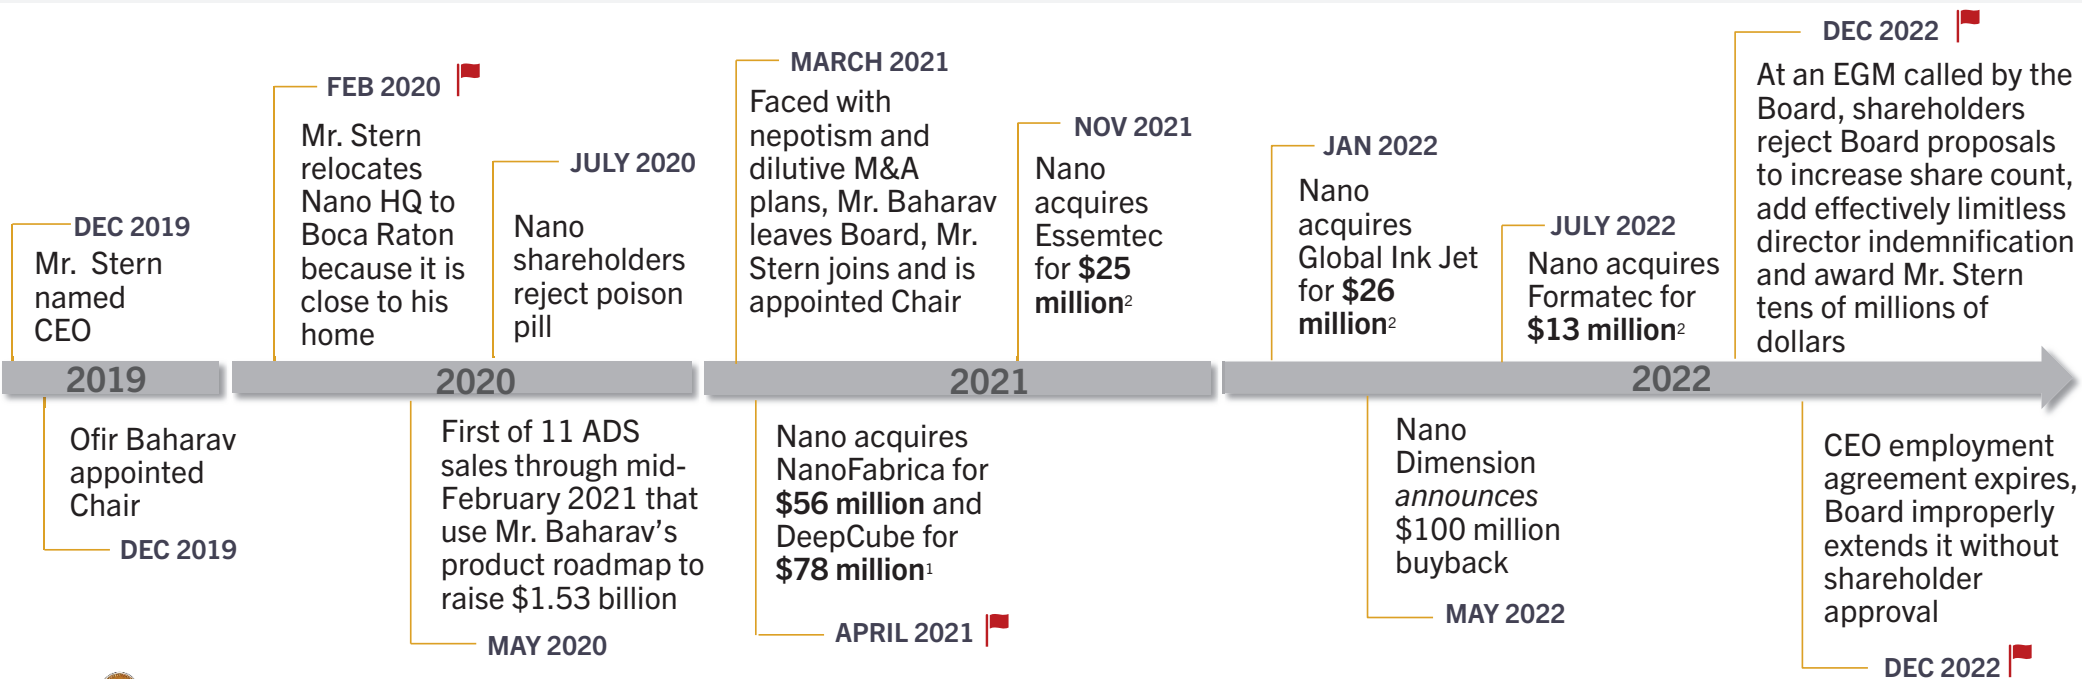 DEC 2019
Mr. Stern
named
CEO
FEB 2020
Mr. Stern
relocates
Nano HQ to
Boca Raton
because it is
close to his
home
JULY 2020
Nano
shareholders
reject poison
pill
MARCH 2021
Faced with
nepotism and
dilutive M&A
plans, Mr. Baharav
leaves Board, Mr.
Stern joins and is
appointed Chair
NOV 2021
Nano
acquires
Essemtec
for $25
million²
JAN 2022
Nano
acquires
Global Ink Jet
for $26
million²
JULY 2022
Nano acquires
Formatec for
$13 million²
DEC 2022
At an EGM called by the
Board, shareholders
reject Board proposals
to increase share count,
add effectively limitless
director indemnification
and award Mr. Stern
tens of millions of
dollars
2019
2020
2021
2022
Ofir Baharav
appointed
Chair
DEC 2019
First of 11 ADS
sales through mid-
February 2021 that
use Mr. Baharav's
product roadmap to
raise $1.53 billion
MAY 2020
Nano acquires
NanoFabrica for
$56 million and
DeepCube for
$78 million¹
APRIL 2021
Nano
Dimension
announces
$100 million
buyback
MAY 2022
CEO employment
agreement expires,
Board improperly
extends it without
shareholder
approval
DEC 2022